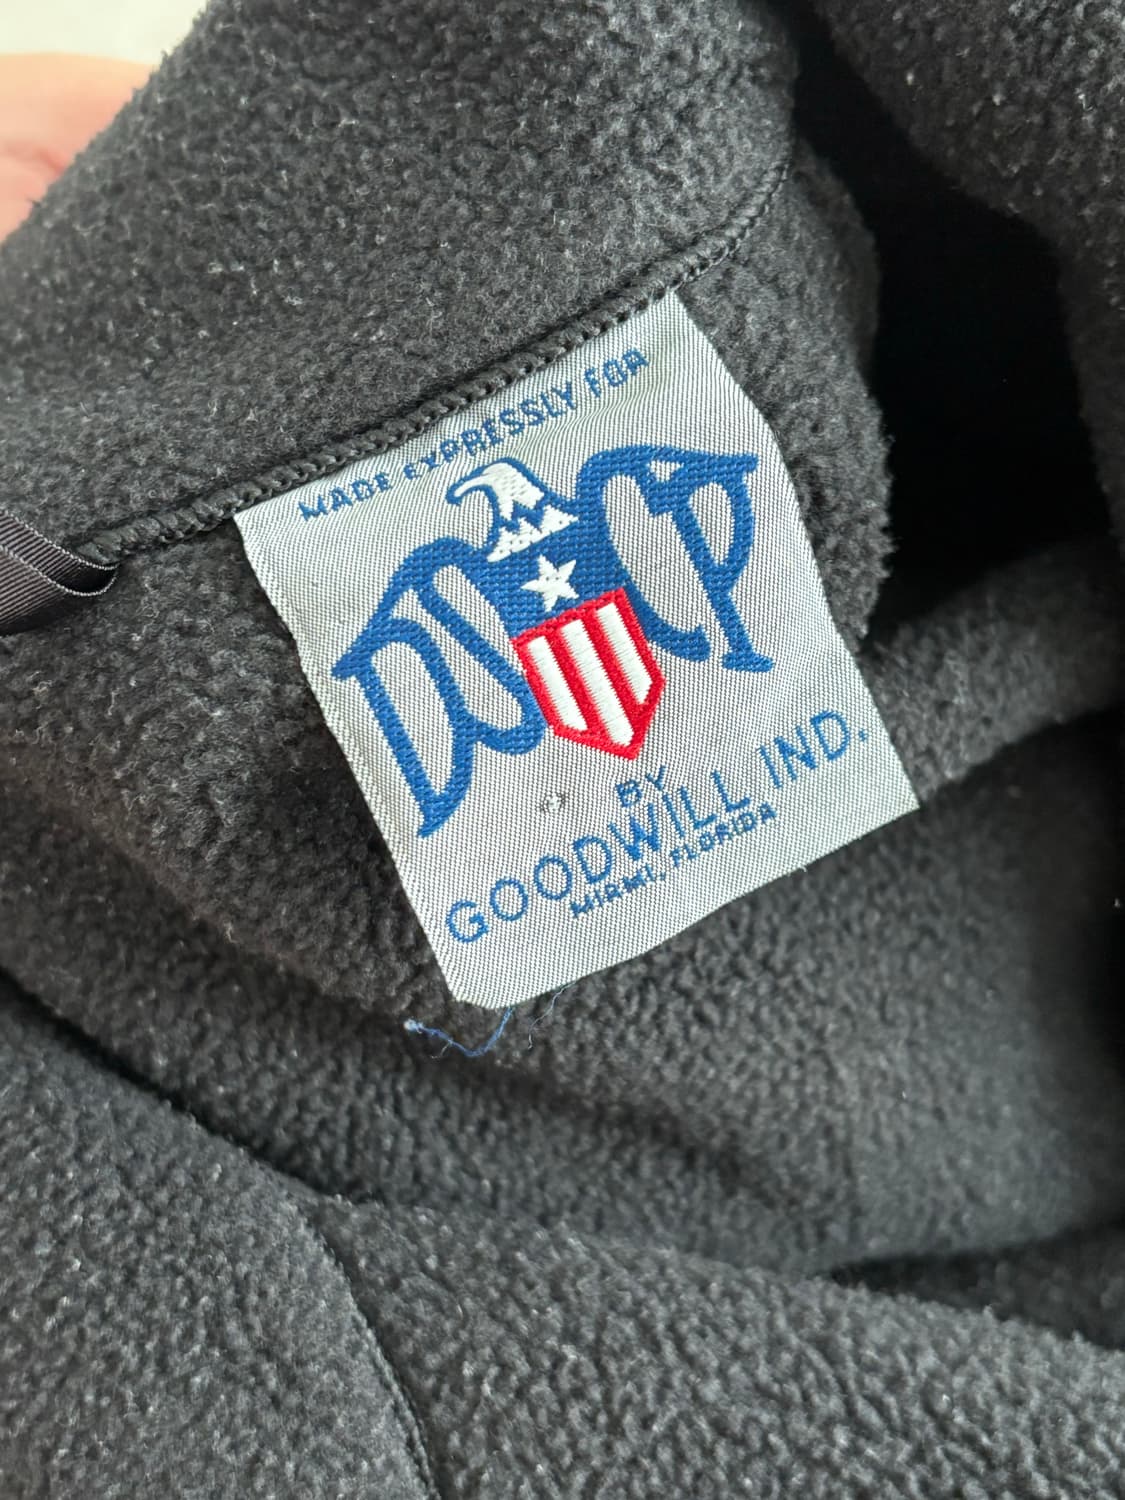 MADE EXPRESSLY FOR
DSCP
BY
GOODWILL IND.
MIAMI, FLORIDA